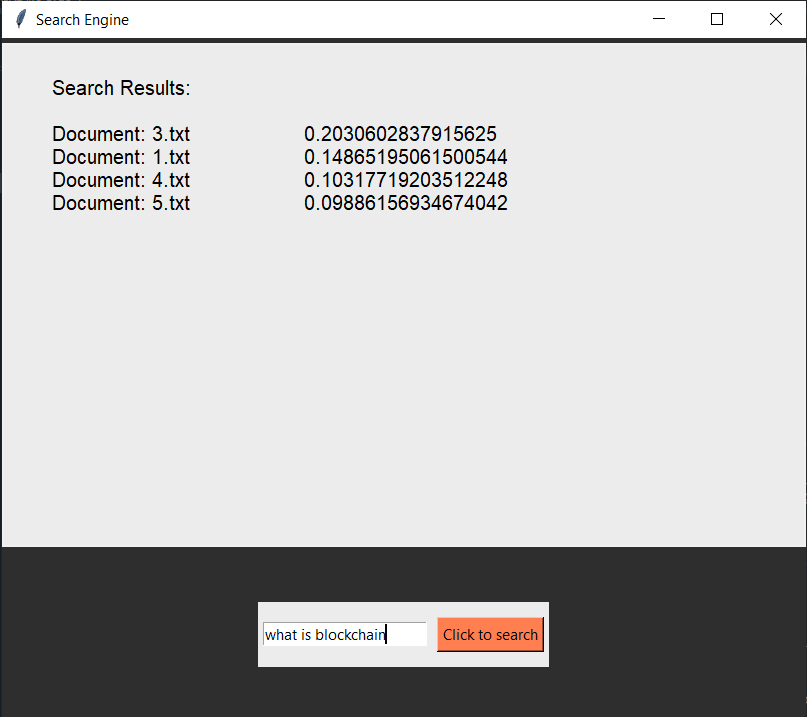 Search Engine
Search Results:
Document: 3.txt 0.2030602837915625
Document: 1.txt 0.14865195061500544
Document: 4.txt 0.10317719203512248
Document: 5.txt 0.09886156934674042
what is blockchain Click to search